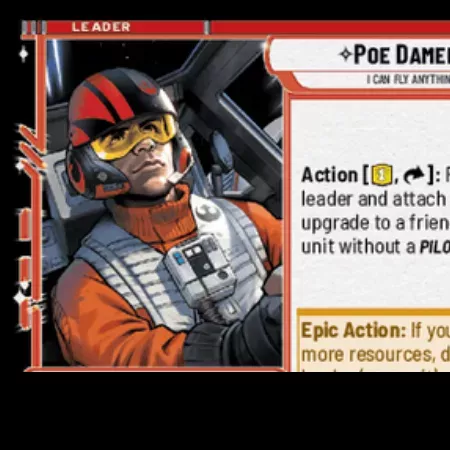 LEADER
POE DAME
I CAN FLY ANYTHIN
Action [1, ]:
leader and attach
upgrade to a frien
unit without a PILO
Epic Action: If you
more resources, d